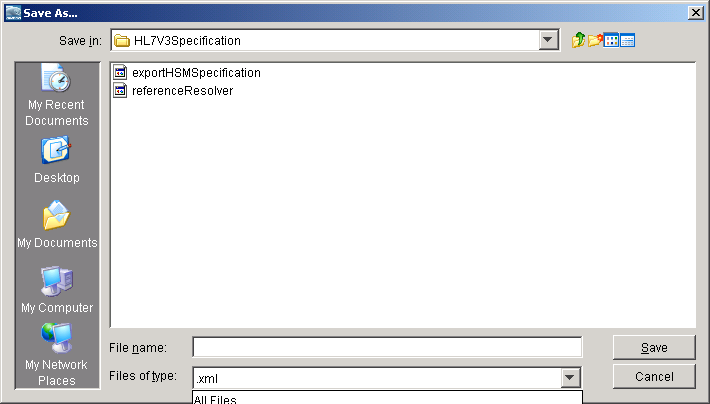 Save As...
Save in: HL7V3Specification
exportHSMSpecification
referenceResolver
My Recent
Documents
Desktop
My Documents
My Computer
My Network
Places
File name:
Save
Files of type: .xml
Cancel
All Files